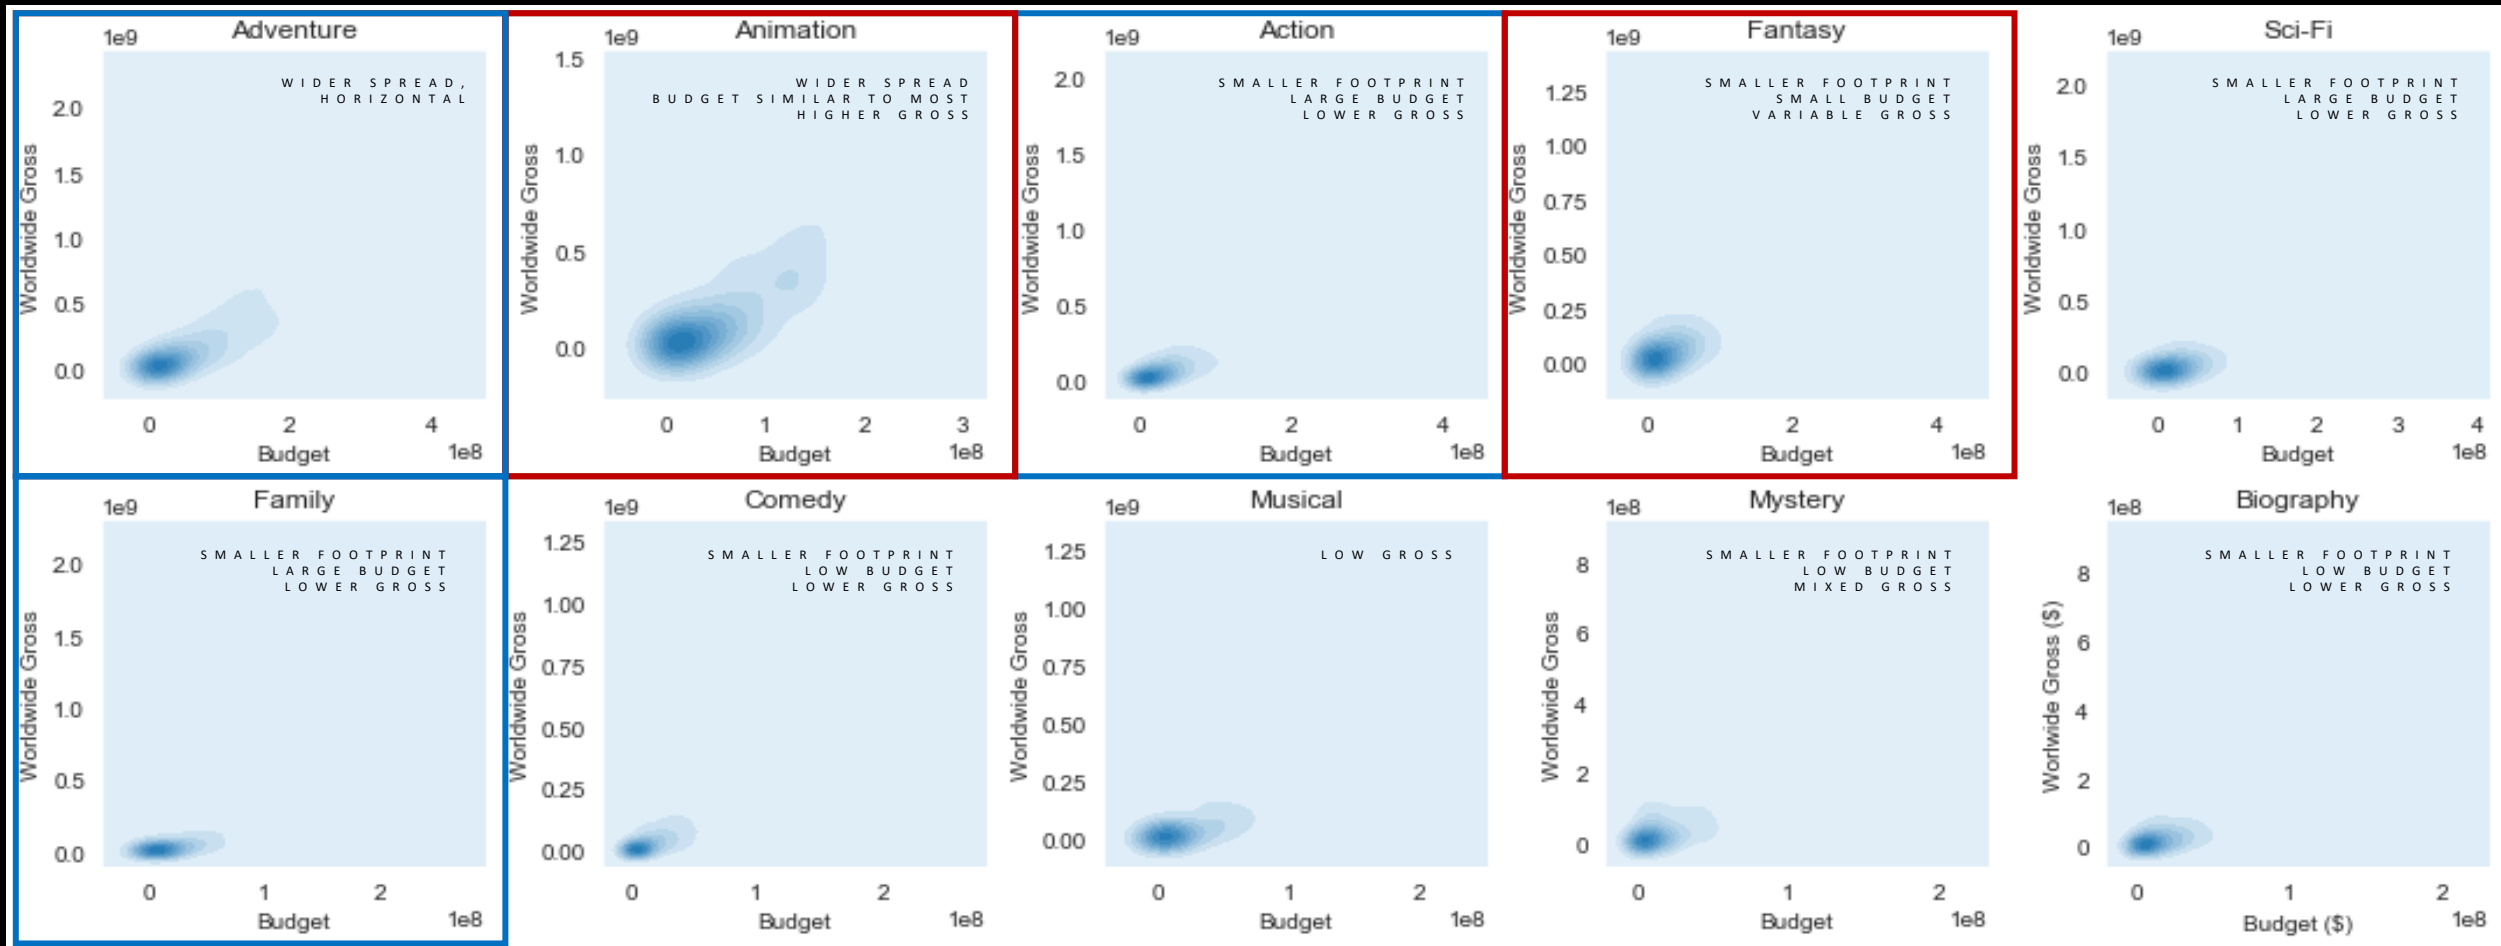 Adventure
1e9
WIDER SPREAD,
HORIZONTAL
2.0
1.5
1.0
0.5
0.0
Worldwide Gross
0 2 4
Budget 1e8
Animation
1e9
WIDER SPREAD
BUDGET SIMILAR TO MOST
HIGHER GROSS
1.5
1.0
0.5
0.0
Worldwide Gross
0 1 2 3
Budget 1e8
Action
1e9
SMALLER FOOTPRINT
LARGE BUDGET
LOWER GROSS
2.0
1.5
1.0
0.5
0.0
Worldwide Gross
0 2 4
Budget 1e8
Fantasy
1e9
SMALLER FOOTPRINT
SMALL BUDGET
VARIABLE GROSS
1.25
1.00
0.75
0.50
0.25
0.00
Worldwide Gross
0 2 4
Budget 1e8
Sci-Fi
1e9
SMALLER FOOTPRINT
LARGE BUDGET
LOWER GROSS
2.0
1.5
1.0
0.5
0.0
Worldwide Gross
0 1 2 3 4
Budget 1e8
Family
1e9
SMALLER FOOTPRINT
LARGE BUDGET
LOWER GROSS
2.0
1.5
1.0
0.5
0.0
Worldwide Gross
0 1 2
Budget 1e8
Comedy
1e9
SMALLER FOOTPRINT
LOW BUDGET
LOWER GROSS
1.25
1.00
0.75
0.50
0.25
0.00
Worldwide Gross
0 1 2
Budget 1e8
Musical
1e9
LOW GROSS
1.25
1.00
0.75
0.50
0.25
0.00
Worldwide Gross
0 1 2
Budget 1e8
Mystery
1e8
SMALLER FOOTPRINT
LOW BUDGET
MIXED GROSS
8
6
4
2
0
Worldwide Gross
0 1 2
Budget 1e8
Biography
1e8
SMALLER FOOTPRINT
LOW BUDGET
LOWER GROSS
8
6
4
2
0
Worlwide Gross ($)
0 1 2
Budget ($) 1e8